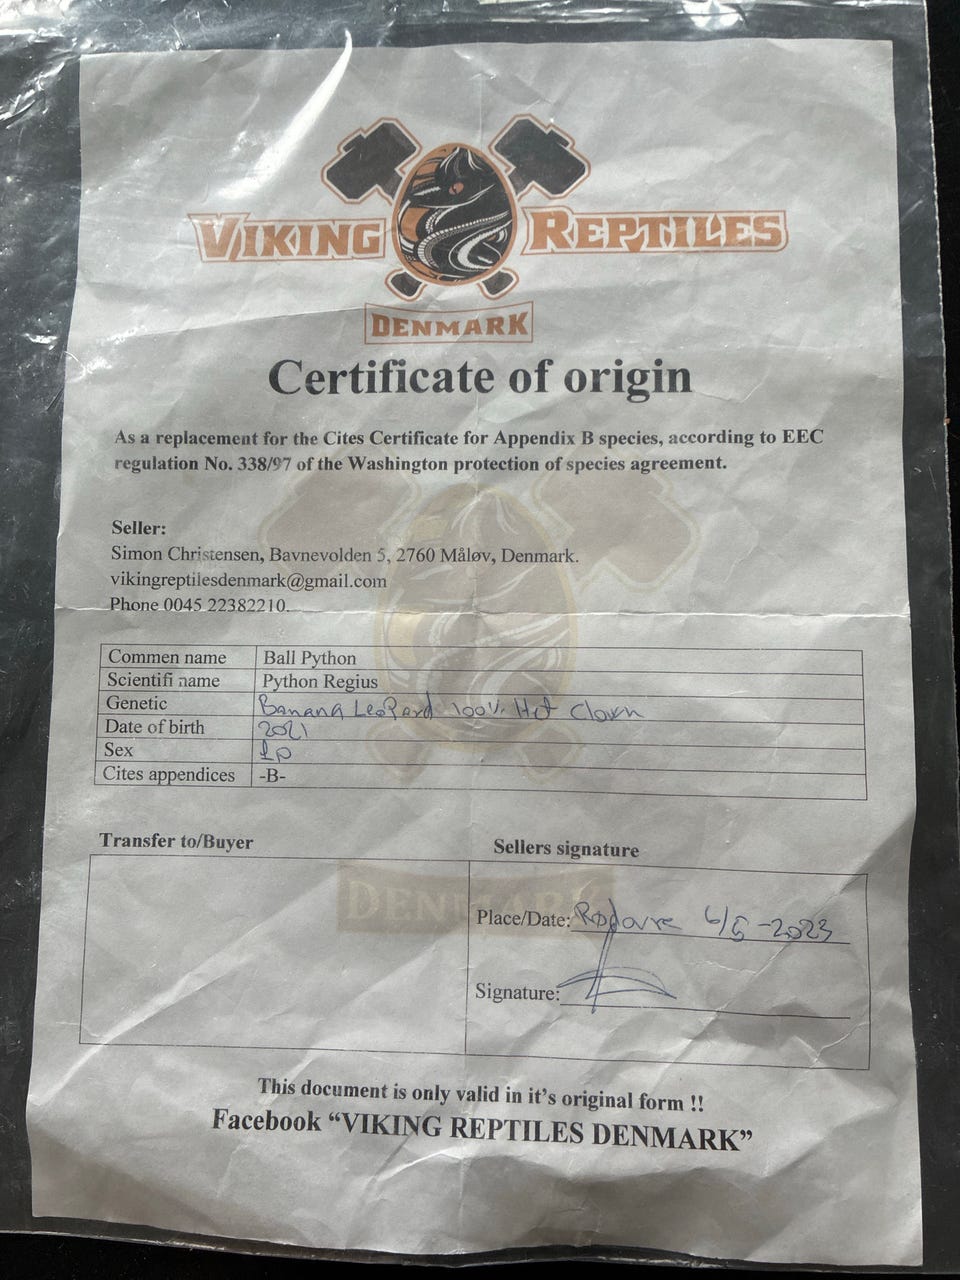 VIKING REPTILES
DENMARK
Certificate of origin
As a replacement for the Cites Certificate for Appendix B species, according to EEC
regulation No. 338/97 of the Washington protection of species agreement.
Seller:
Simon Christensen, Bavnevolden 5, 2760 Måløv, Denmark.
vikingreptilesdenmark@gmail.com
Phone 0045 22382210.
Commen name Ball Python
Scientifi name Python Regius
Genetic Banana Leopard 100% Het Clown
Date of birth 2021
Sex
Cites appendices -B-
Transfer to/Buyer Sellers signature
DENMARK
Place/Date: Rødovre 6/5-2023
Signature:
This document is only valid in it's original form !!
Facebook “VIKING REPTILES DENMARK”